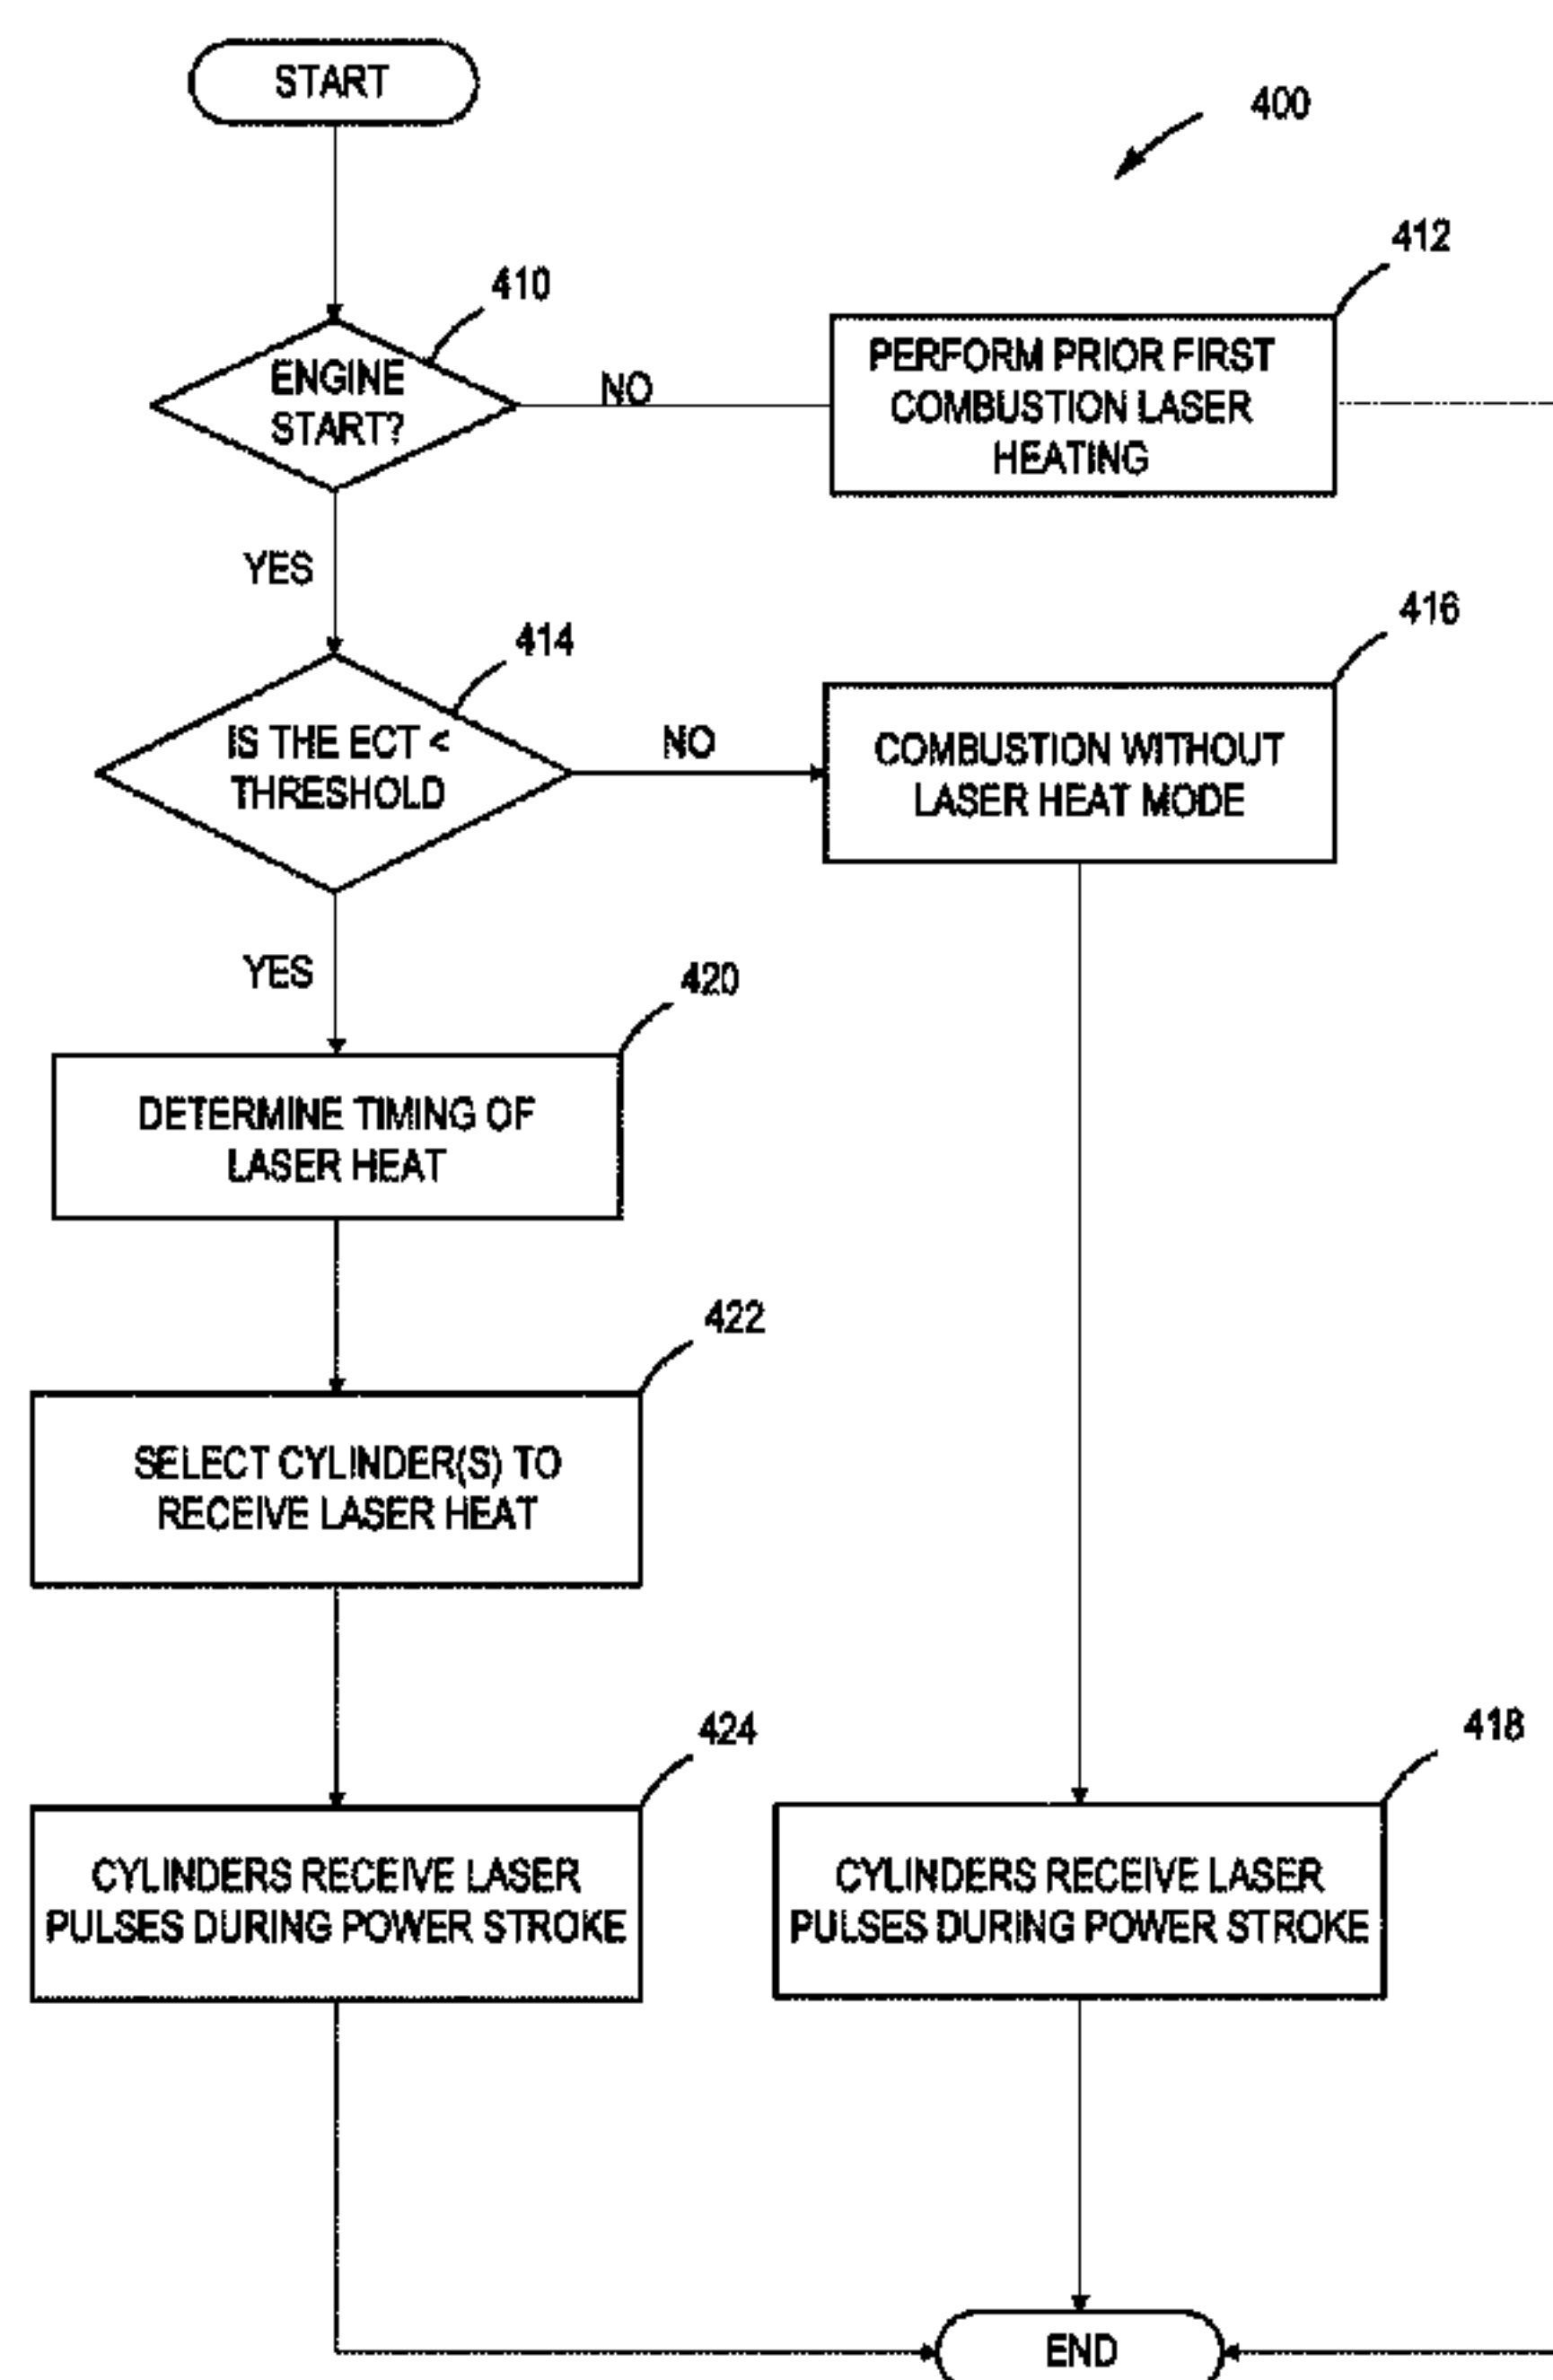 START
400
410
412
ENGINE
START?
NO
PERFORM PRIOR FIRST
COMBUSTION LASER
HEATING
YES
414
416
IS THE ECT <
THRESHOLD
NO
COMBUSTION WITHOUT
LASER HEAT MODE
YES
420
DETERMINE TIMING OF
LASER HEAT
422
SELECT CYLINDER(S) TO
RECEIVE LASER HEAT
424
418
CYLINDERS RECEIVE LASER
PULSES DURING POWER STROKE
CYLINDERS RECEIVE LASER
PULSES DURING POWER STROKE
END